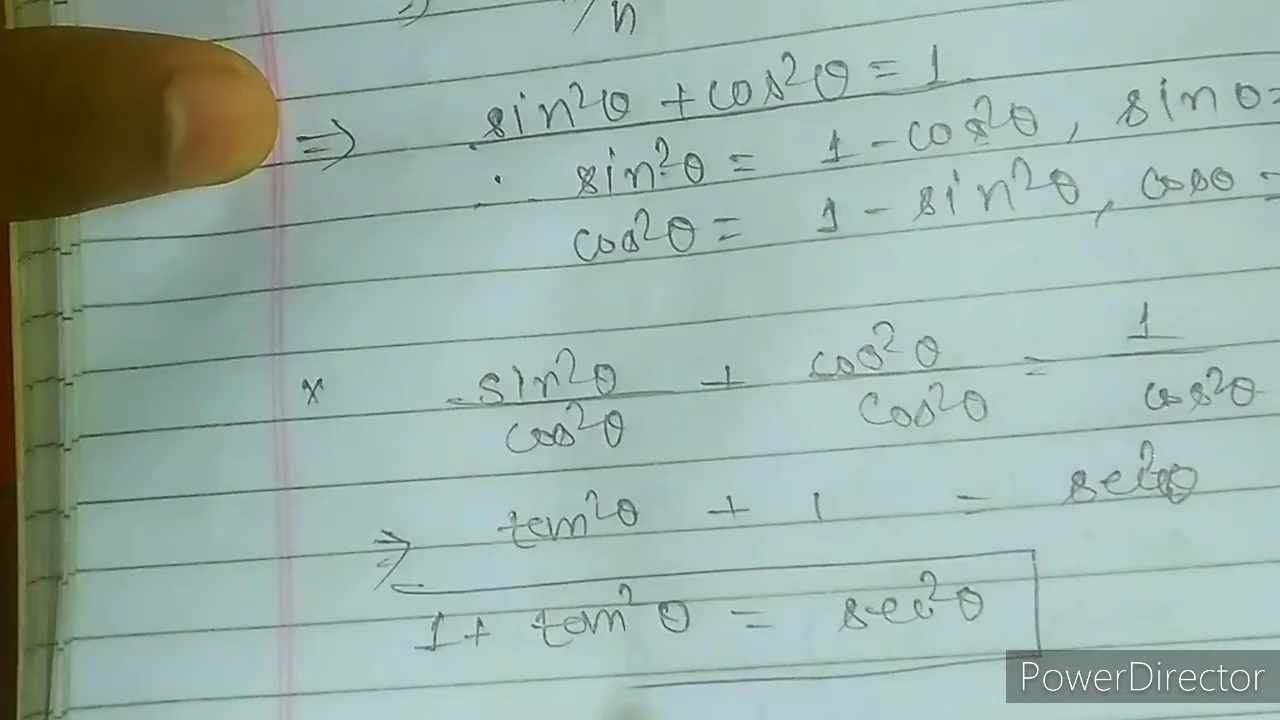 /h
=> sin²θ + cos²θ = 1
sin²θ = 1 - cos²θ, sin θ =
cos²θ = 1 - sin²θ, cosθ =
x sin²θ/cos²θ + cos²θ/cos²θ = 1/cos²θ
=> tan²θ + 1 = sec²θ
1 + tan²θ = sec²θ
PowerDirector